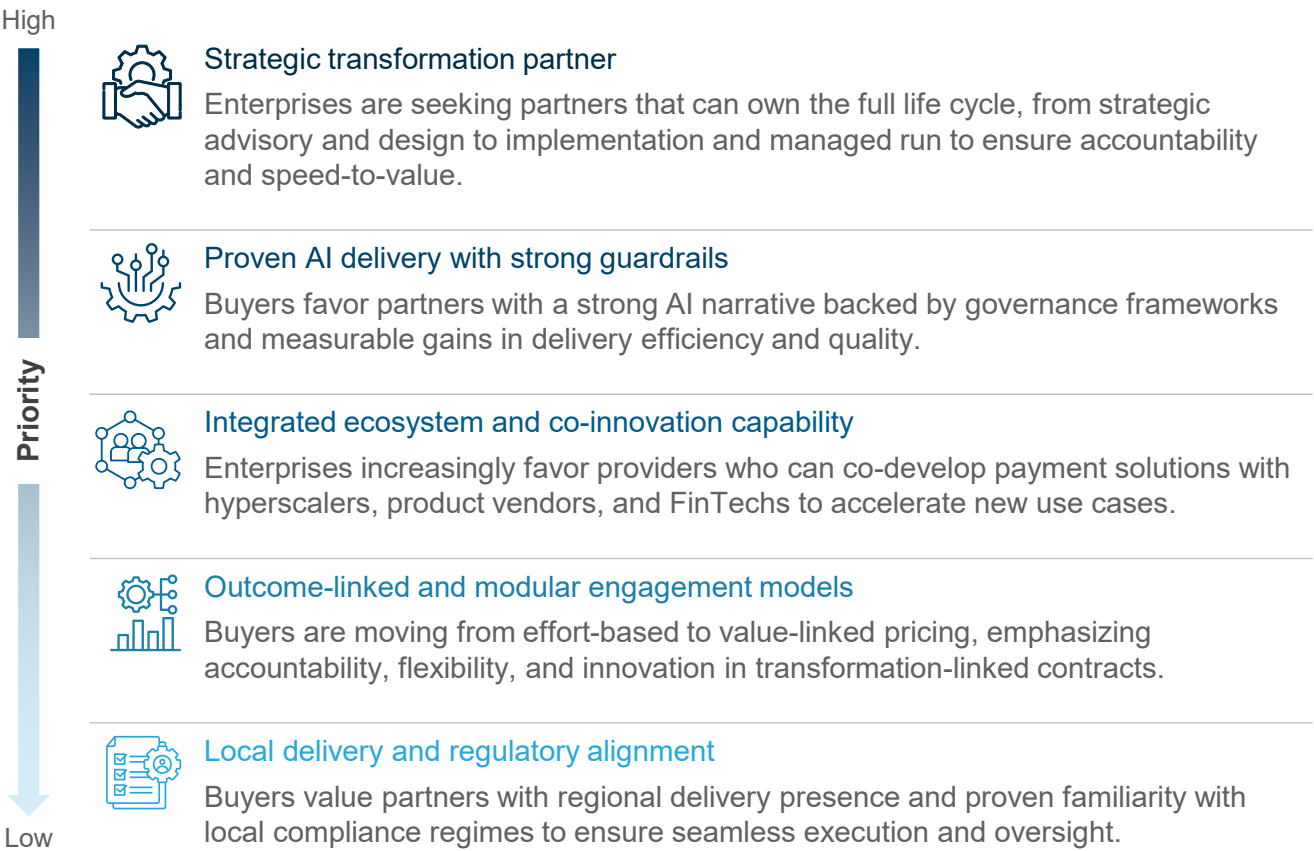 High
Strategic transformation partner
Enterprises are seeking partners that can own the full life cycle, from strategic
advisory and design to implementation and managed run to ensure accountability
and speed-to-value.
Proven AI delivery with strong guardrails
Buyers favor partners with a strong AI narrative backed by governance frameworks
and measurable gains in delivery efficiency and quality.
Priority
Integrated ecosystem and co-innovation capability
Enterprises increasingly favor providers who can co-develop payment solutions with
hyperscalers, product vendors, and FinTechs to accelerate new use cases.
Outcome-linked and modular engagement models
Buyers are moving from effort-based to value-linked pricing, emphasizing
accountability, flexibility, and innovation in transformation-linked contracts.
Local delivery and regulatory alignment
Buyers value partners with regional delivery presence and proven familiarity with
local compliance regimes to ensure seamless execution and oversight.
Low